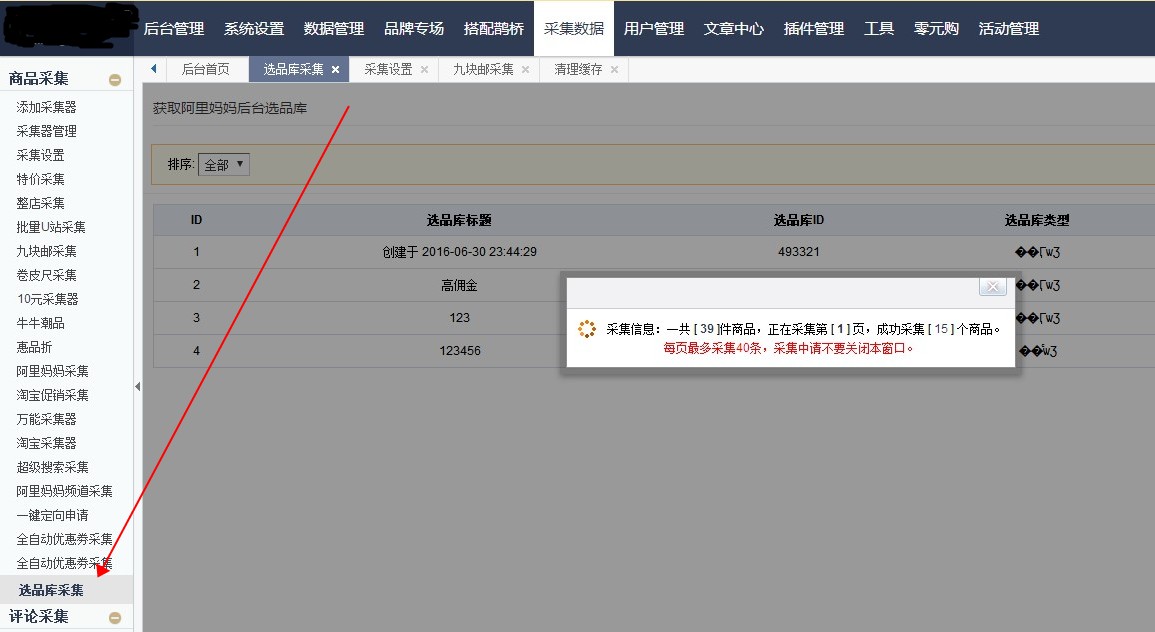 后台管理 系统设置 数据管理 品牌专场 搭配鹊桥 采集数据 用户管理 文章中心 插件管理 工具 零元购 活动管理
后台首页 选品库采集 × 采集设置 × 九块邮采集 × 清理缓存 ×
商品采集
添加采集器
采集器管理
采集设置
特价采集
整店采集
批量U站采集
九块邮采集
卷皮尺采集
10元采集器
牛牛潮品
惠品折
阿里妈妈采集
淘宝促销采集
万能采集器
淘宝采集器
超级搜索采集
阿里妈妈频道采集
一键定向申请
全自动优惠券采集
全自动优惠券采集
选品库采集
评论采集
获取阿里妈妈后台选品库
排序: 全部
ID 选品库标题 选品库ID 选品库类型
1 创建于 2016-06-30 23:44:29 493321
2 高佣金
3 123
4 123456
采集信息：一共 [ 39 ]件商品，正在采集第 [ 1 ] 页，成功采集 [ 15 ] 个商品。
每页最多采集40条，采集中请不要关闭本窗口。